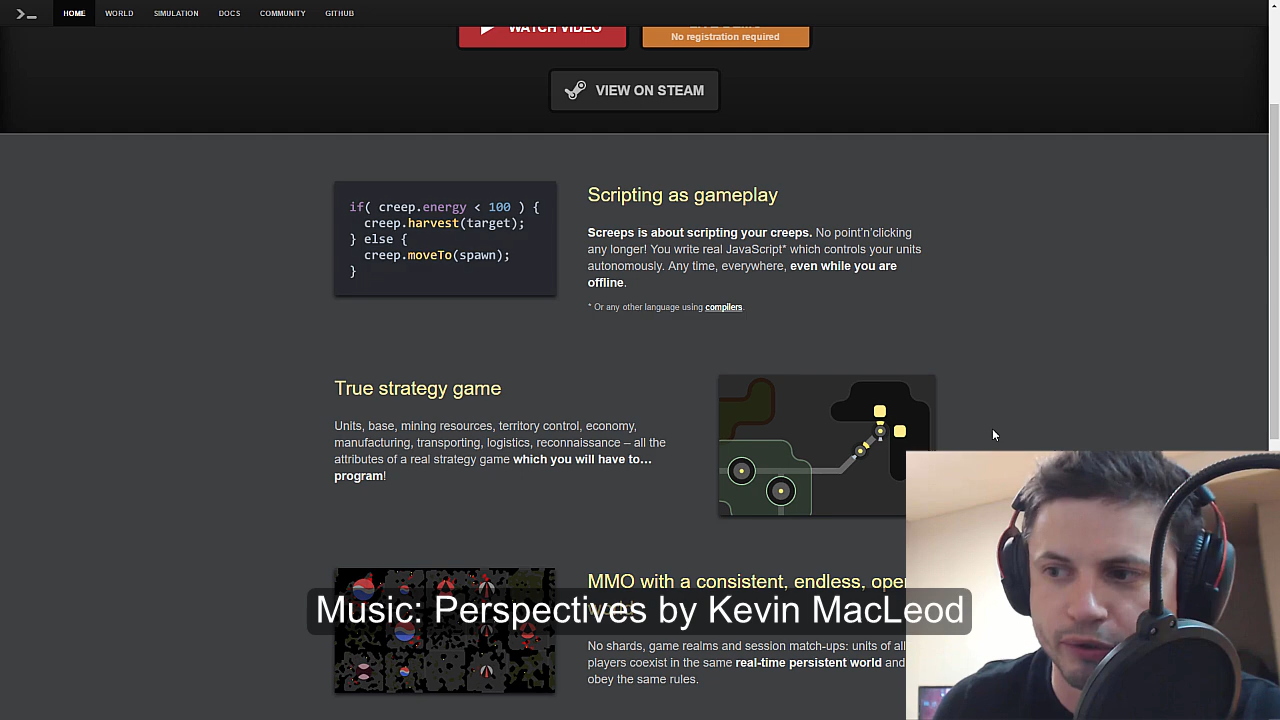 HOME WORLD SIMULATION DOCS COMMUNITY GITHUB
WATCH VIDEO
LIVE DEMO
No registration required
VIEW ON STEAM
if( creep.energy < 100 ) {
creep.harvest(target);
} else {
creep.moveTo(spawn);
}
Scripting as gameplay
Screeps is about scripting your creeps. No point'n'clicking
any longer! You write real JavaScript* which controls your units
autonomously. Any time, everywhere, even while you are
offline.
* Or any other language using compilers.
True strategy game
Units, base, mining resources, territory control, economy,
manufacturing, transporting, logistics, reconnaissance – all the
attributes of a real strategy game which you will have to…
program!
MMO with a consistent, endless, open
world
Music: Perspectives by Kevin MacLeod
No shards, game realms and session match-ups: units of all
players coexist in the same real-time persistent world and
obey the same rules.